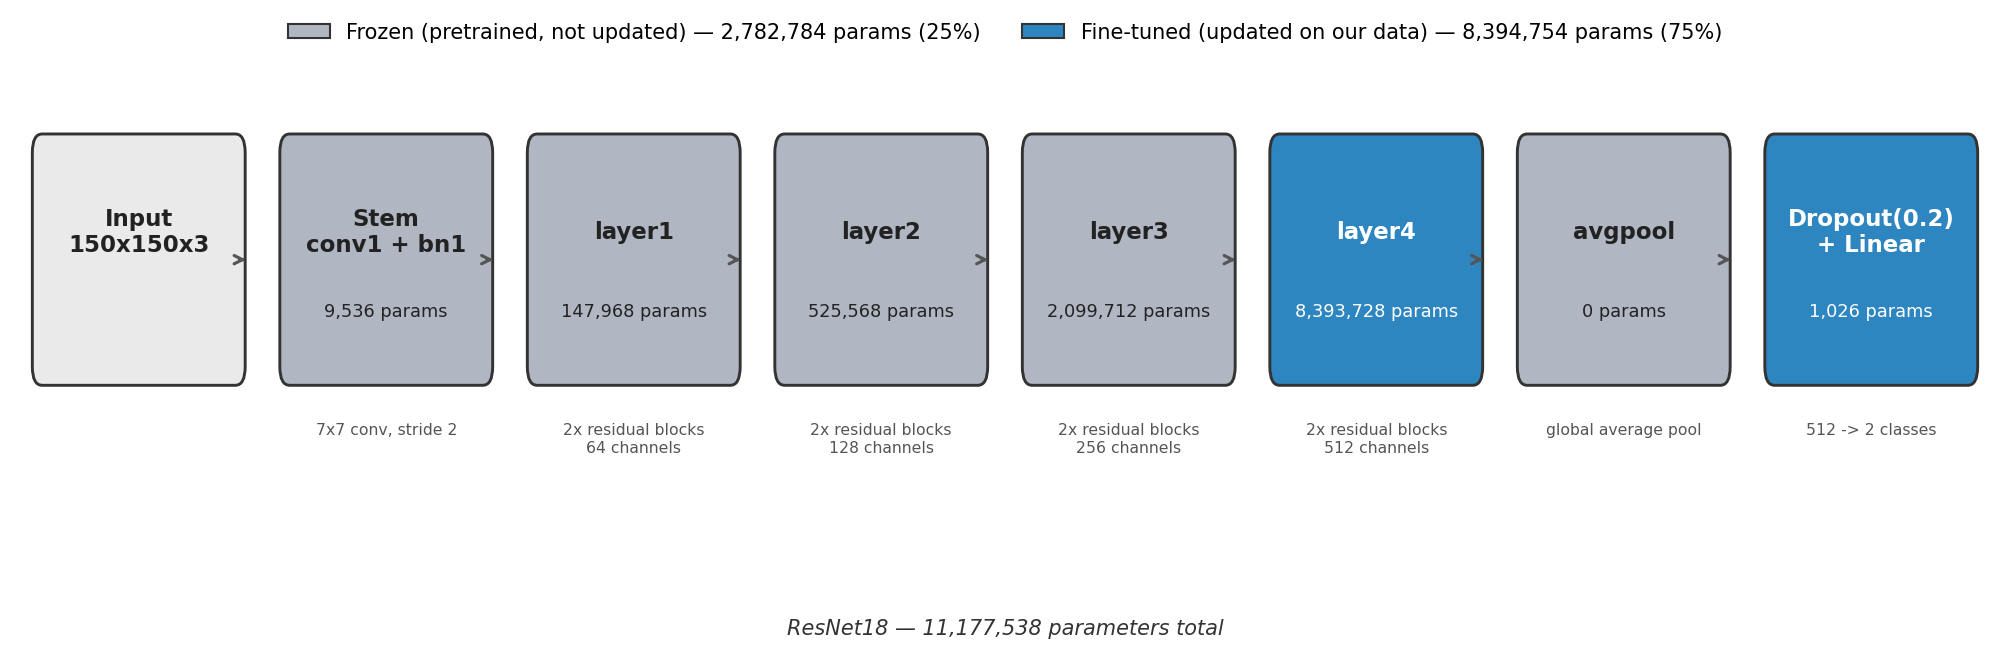 Frozen (pretrained, not updated) — 2,782,784 params (25%)
Fine-tuned (updated on our data) — 8,394,754 params (75%)
Input
150x150x3
Stem
conv1 + bn1
9,536 params
7x7 conv, stride 2
layer1
147,968 params
2x residual blocks
64 channels
layer2
525,568 params
2x residual blocks
128 channels
layer3
2,099,712 params
2x residual blocks
256 channels
layer4
8,393,728 params
2x residual blocks
512 channels
avgpool
0 params
global average pool
Dropout(0.2)
+ Linear
1,026 params
512 -> 2 classes
ResNet18 — 11,177,538 parameters total